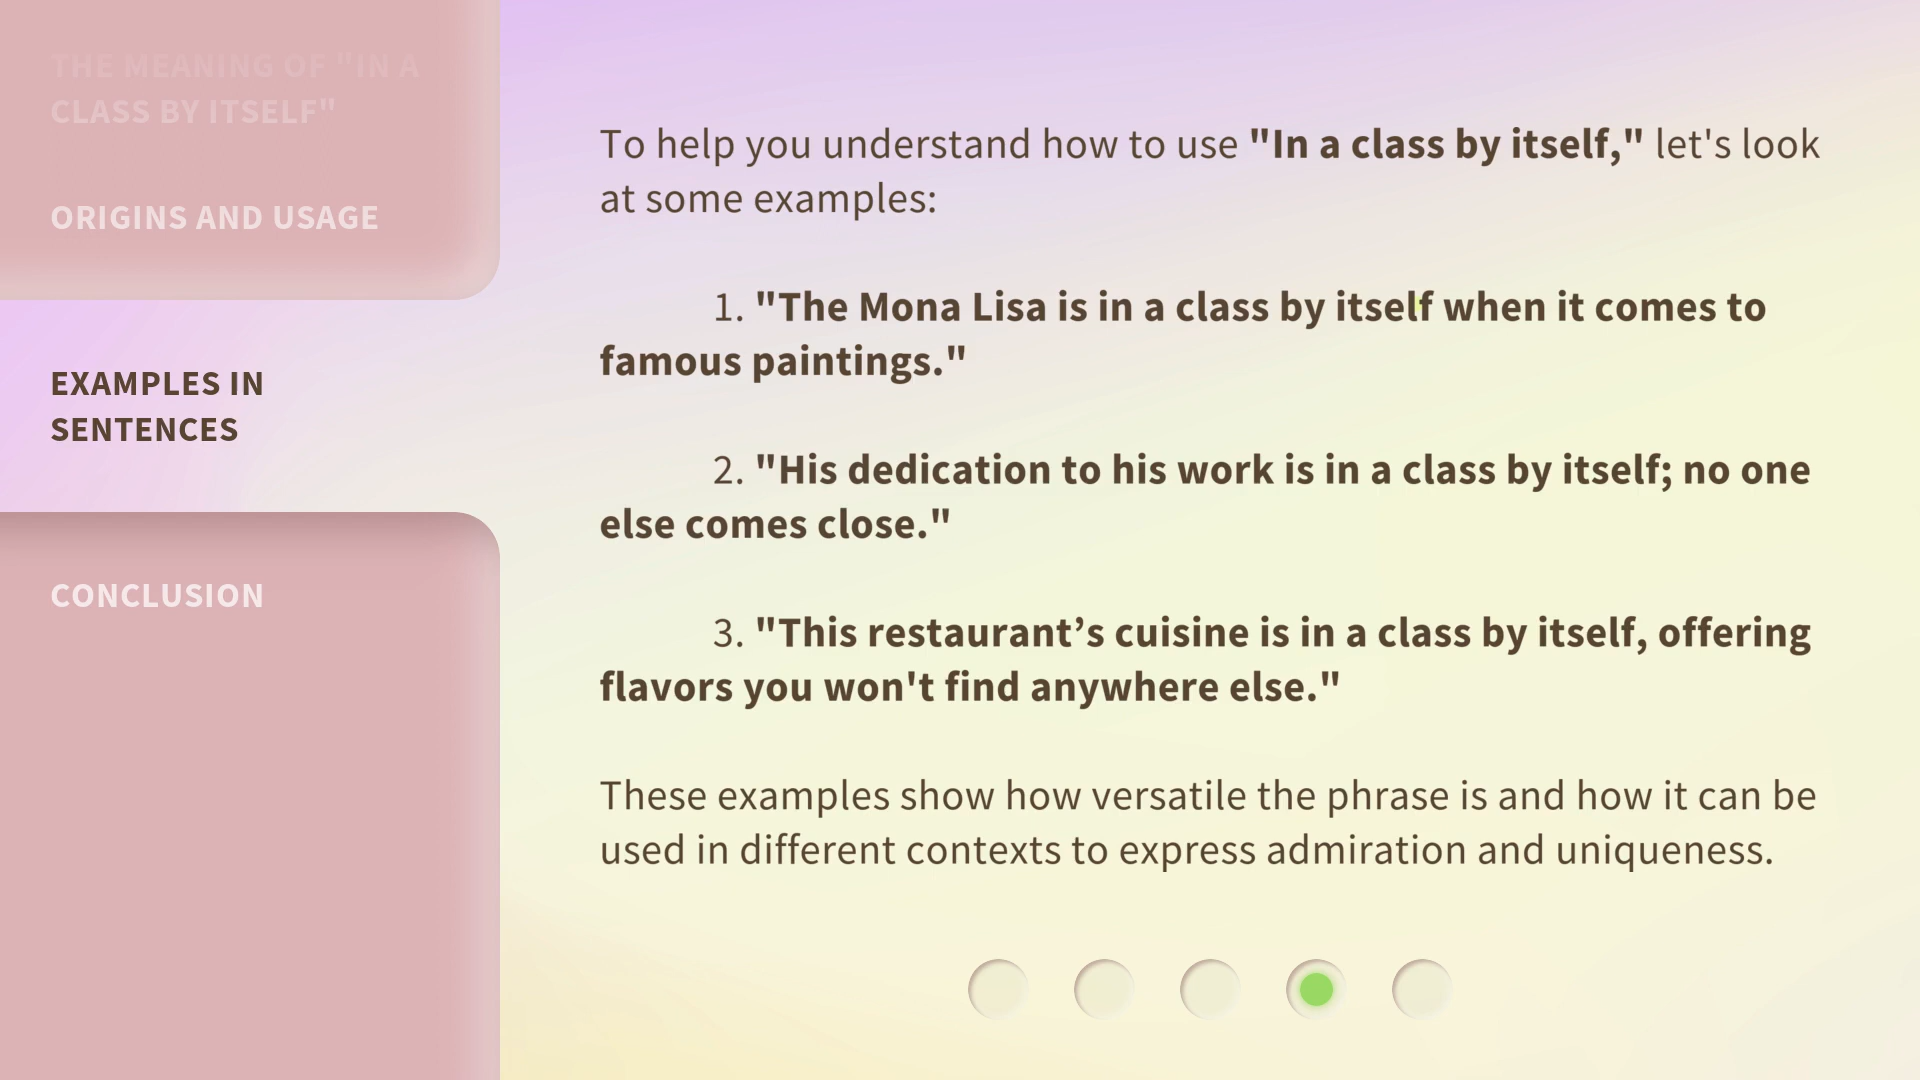 THE MEANING OF "IN A
CLASS BY ITSELF"
ORIGINS AND USAGE
EXAMPLES IN
SENTENCES
CONCLUSION
To help you understand how to use "In a class by itself," let's look
at some examples:
1. "The Mona Lisa is in a class by itself when it comes to
famous paintings."
2. "His dedication to his work is in a class by itself; no one
else comes close."
3. "This restaurant’s cuisine is in a class by itself, offering
flavors you won't find anywhere else."
These examples show how versatile the phrase is and how it can be
used in different contexts to express admiration and uniqueness.